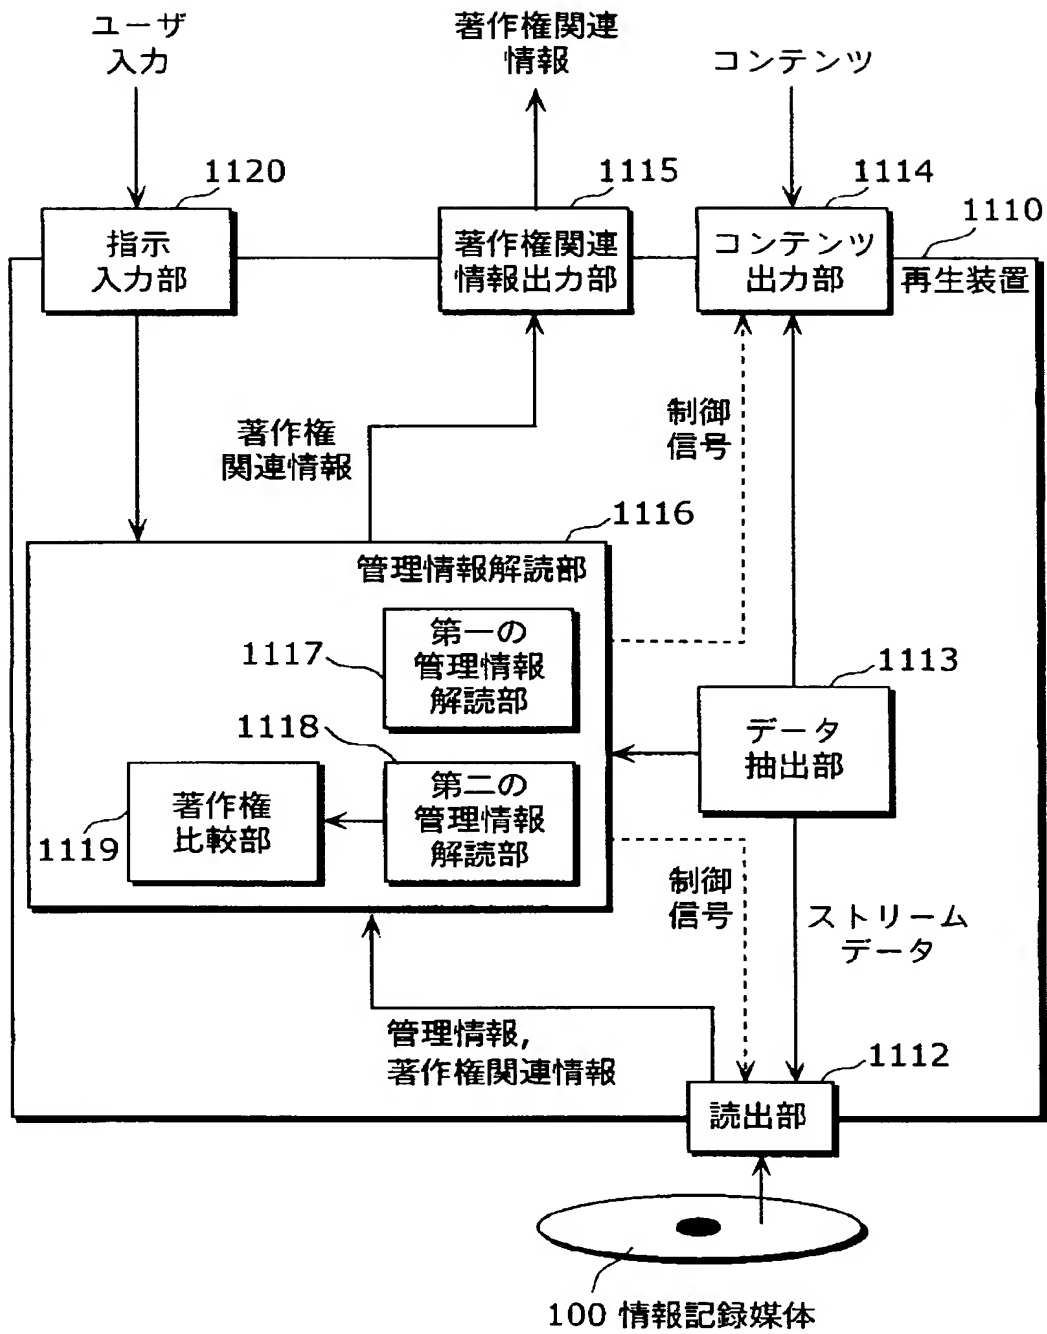 ユーザ
入力
著作権関連
情報
コンテンツ
1120
1115
1114
1110
指示
入力部
著作権関連
情報出力部
コンテンツ
出力部
再生装置
著作権
関連情報
制御
信号
1116
管理情報解読部
1117
第一の
管理情報
解読部
1113
データ
抽出部
1118
第二の
管理情報
解読部
著作権
比較部
1119
制御
信号
ストリーム
データ
管理情報,
著作権関連情報
1112
読出部
100 情報記録媒体